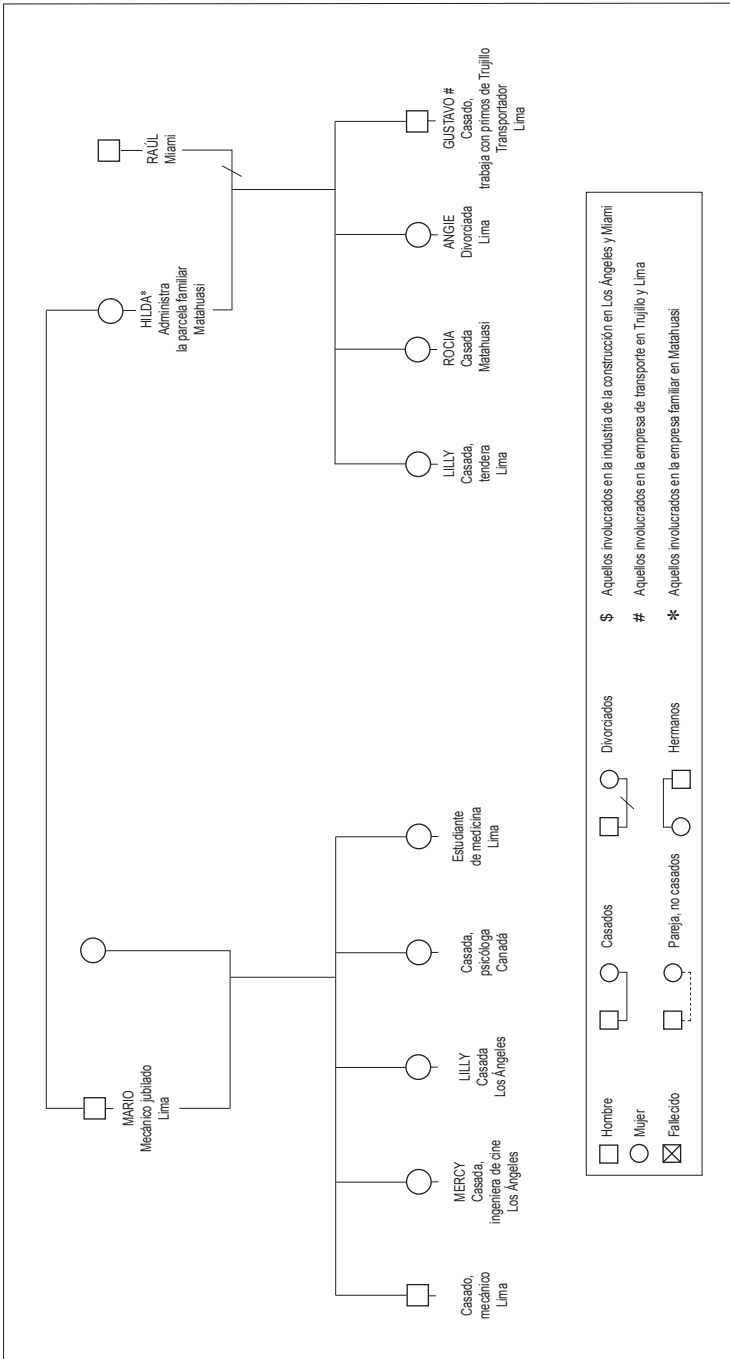 MARIO
Mecánico jubilado
Lima
HILDA*
Administra
la parcela familiar
Matahuasi
RAÚL
Miami
Casado,
mecánico
Lima
MERCY
Casada,
ingeniera de cine
Los Ángeles
LILLY
Casada
Los Ángeles
Casada,
psicóloga
Canadá
Estudiante
de medicina
Lima
LILLY
Casada,
tendera
Lima
ROCIA
Casada
Matahuasi
ANGIE
Divorciada
Lima
GUSTAVO #
Casado,
trabaja con primos de Trujillo
Transportador
Lima
Hombre
Mujer
Fallecido
Casados
Pareja, no casados
Divorciados
Hermanos
$ Aquellos involucrados en la industria de la construcción en Los Ángeles y Miami
# Aquellos involucrados en la empresa de transporte en Trujillo y Lima
* Aquellos involucrados en la empresa familiar en Matahuasi